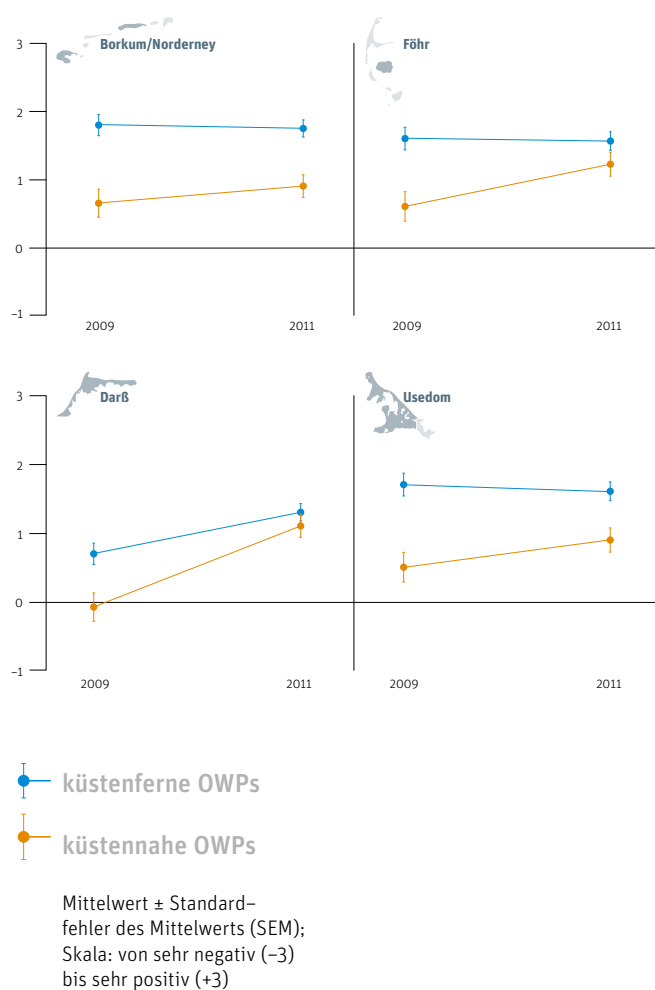 Borkum/Norderney
Föhr
3
2
1
0
–1
2009
2011
2009
2011
Darß
Usedom
3
2
1
0
–1
2009
2011
2009
2011
küstenferne OWPs
küstennahe OWPs
Mittelwert ± Standard–
fehler des Mittelwerts (SEM);
Skala: von sehr negativ (–3)
bis sehr positiv (+3)